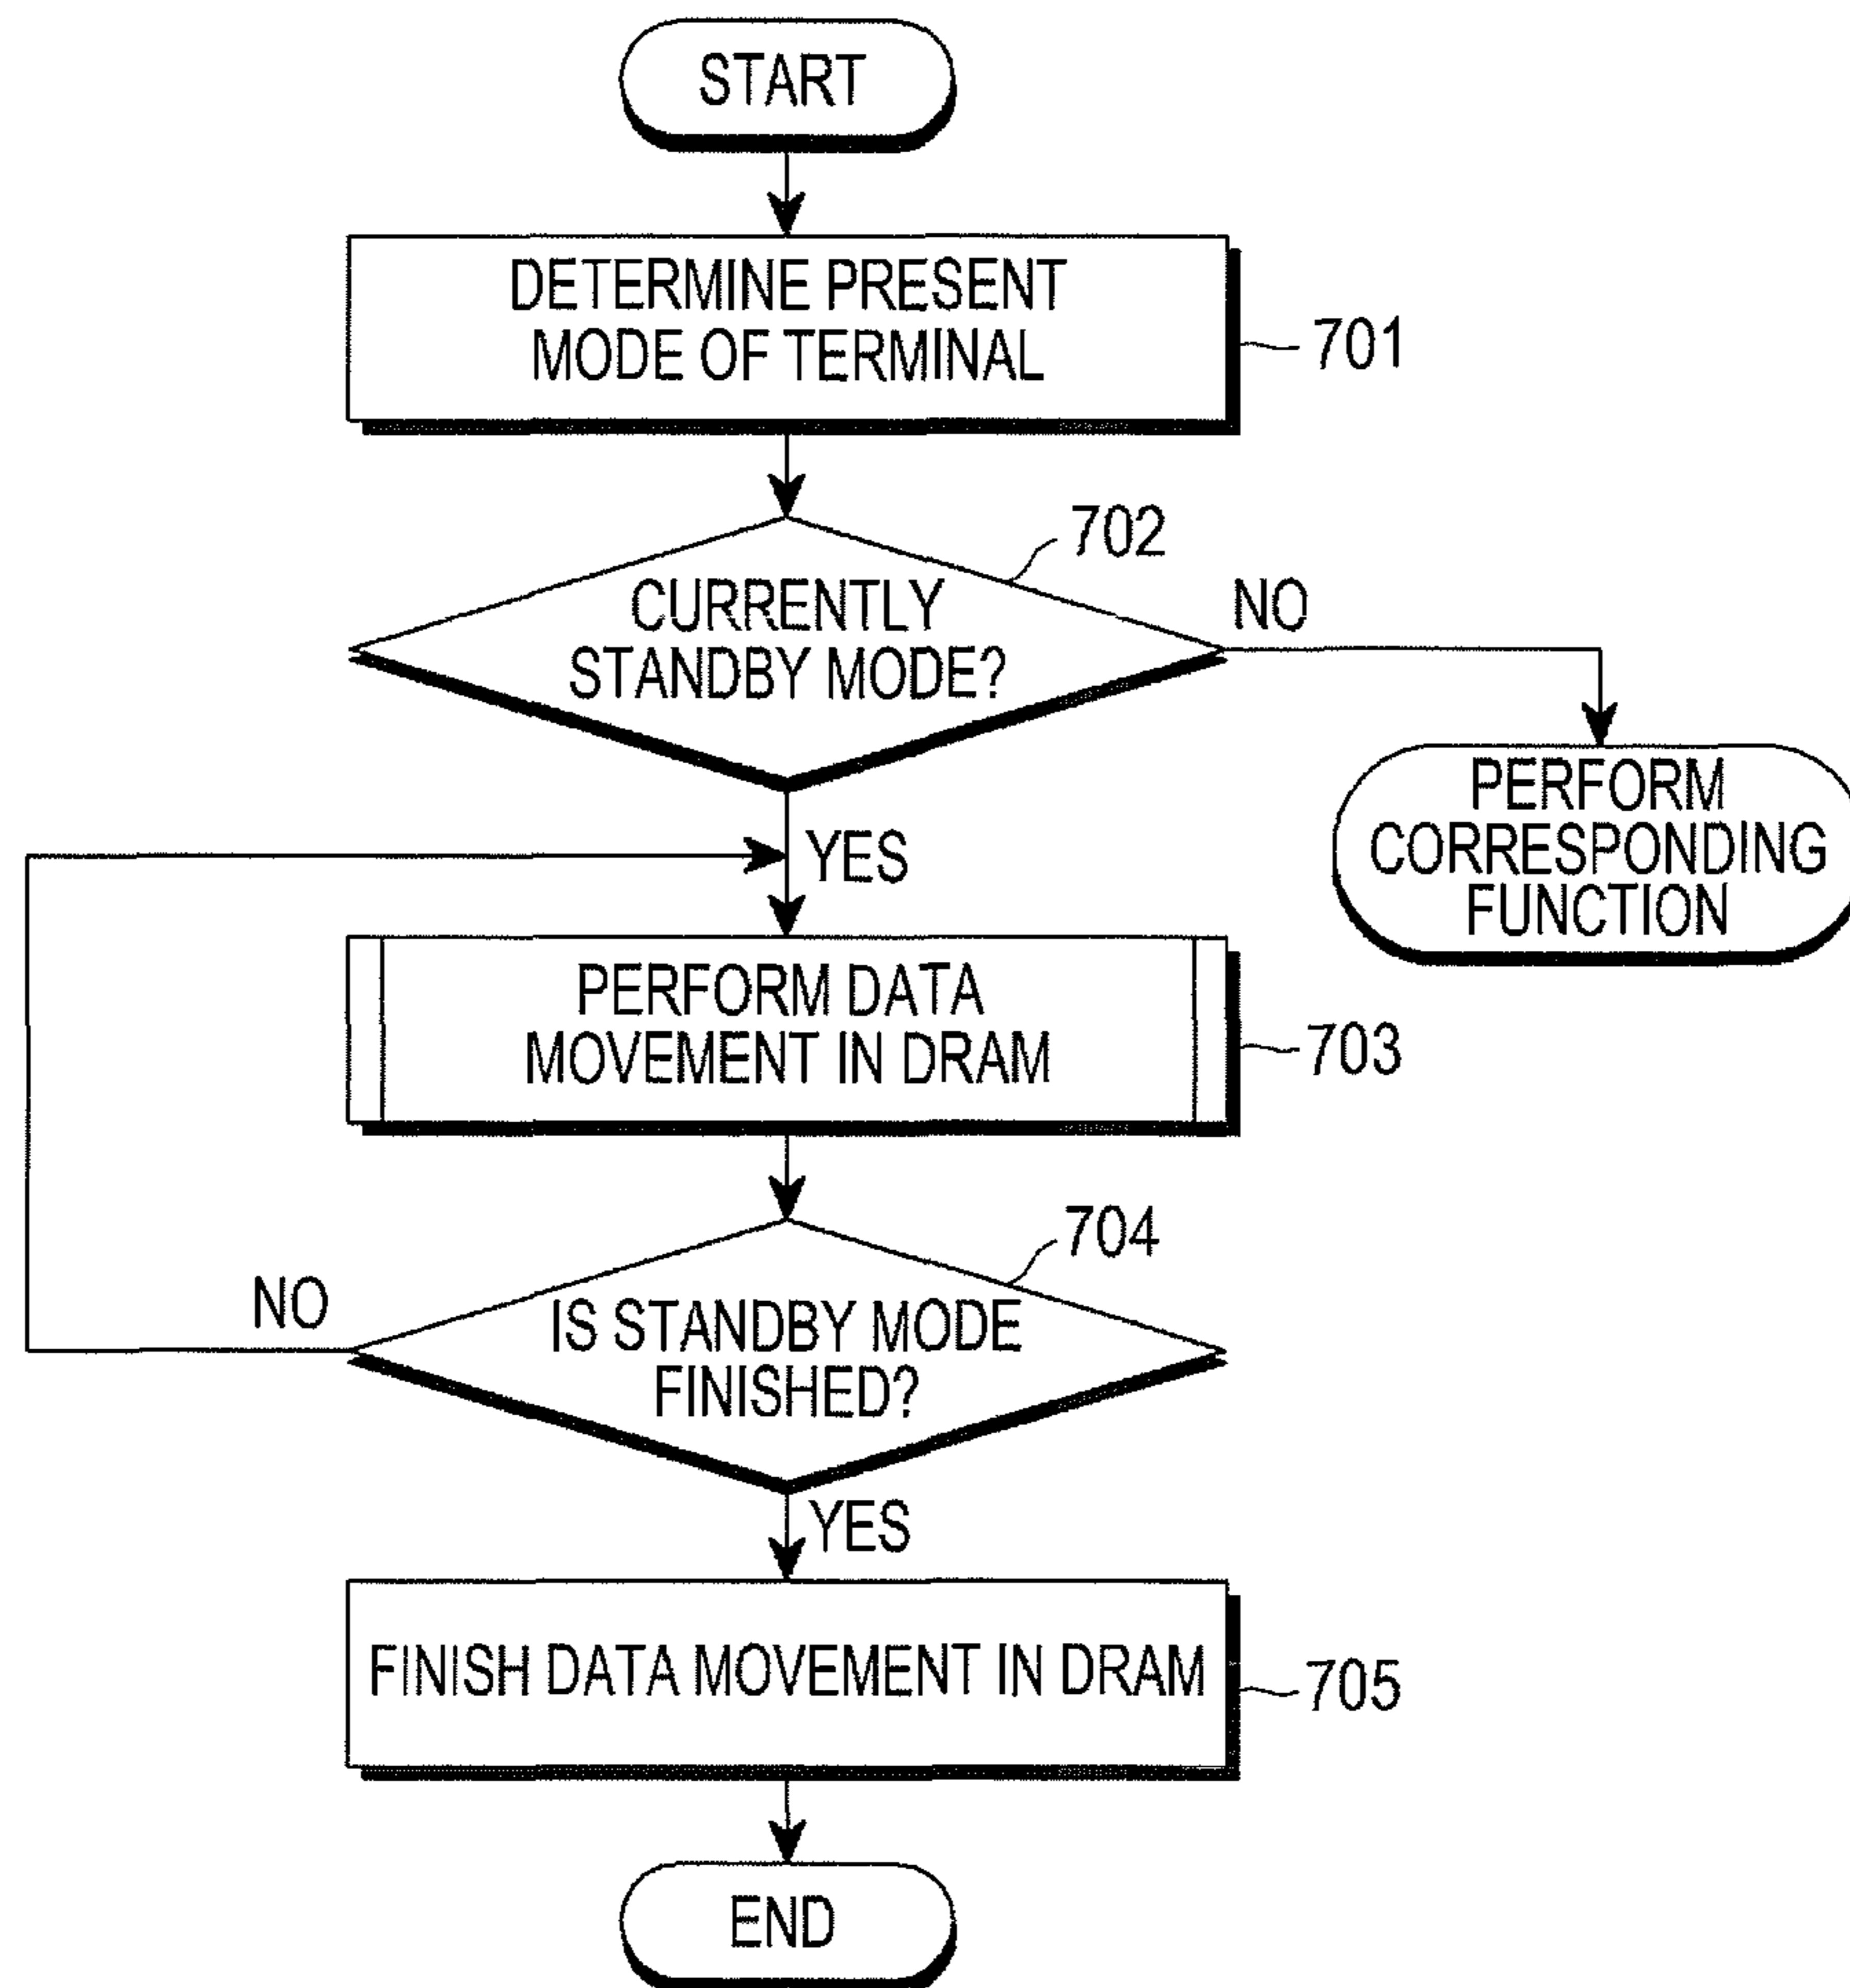 START
DETERMINE PRESENT
MODE OF TERMINAL
701
702
CURRENTLY
STANDBY MODE?
NO
YES
PERFORM
CORRESPONDING
FUNCTION
PERFORM DATA
MOVEMENT IN DRAM
703
704
NO
IS STANDBY MODE
FINISHED?
YES
FINISH DATA MOVEMENT IN DRAM
705
END